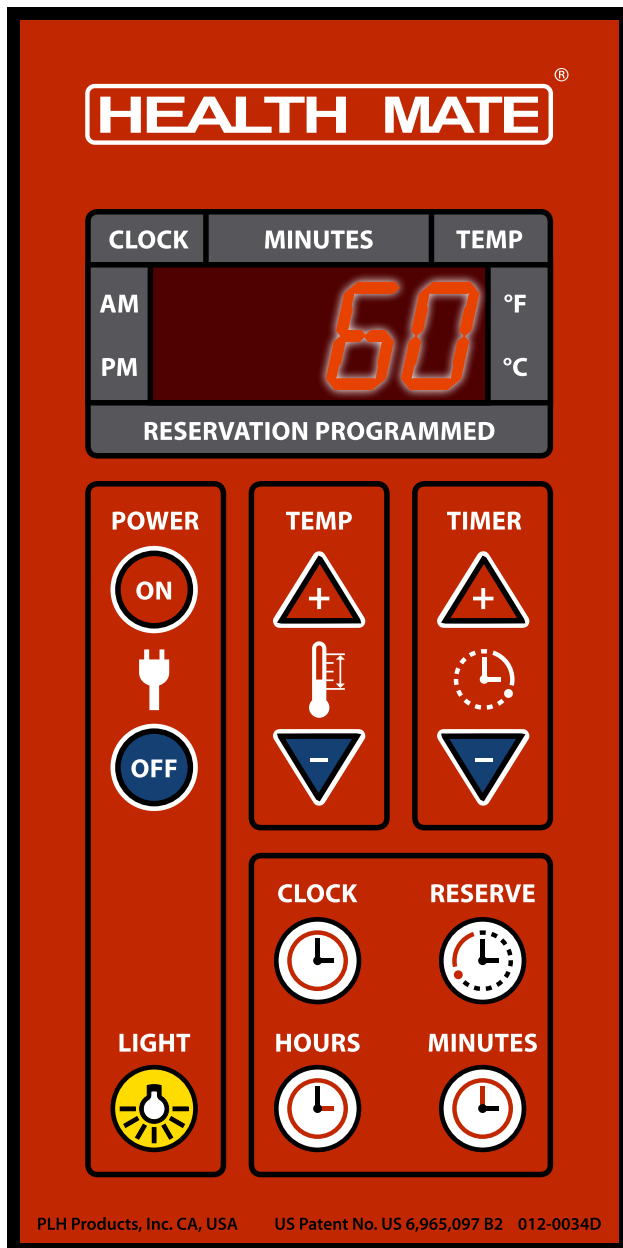 HEALTH MATE®
CLOCK MINUTES TEMP
AM 60 °F
PM °C
RESERVATION PROGRAMMED
POWER TEMP TIMER
ON + +
OFF − −
CLOCK RESERVE
LIGHT HOURS MINUTES
PLH Products, Inc. CA, USA US Patent No. US 6,965,097 B2 012-0034D